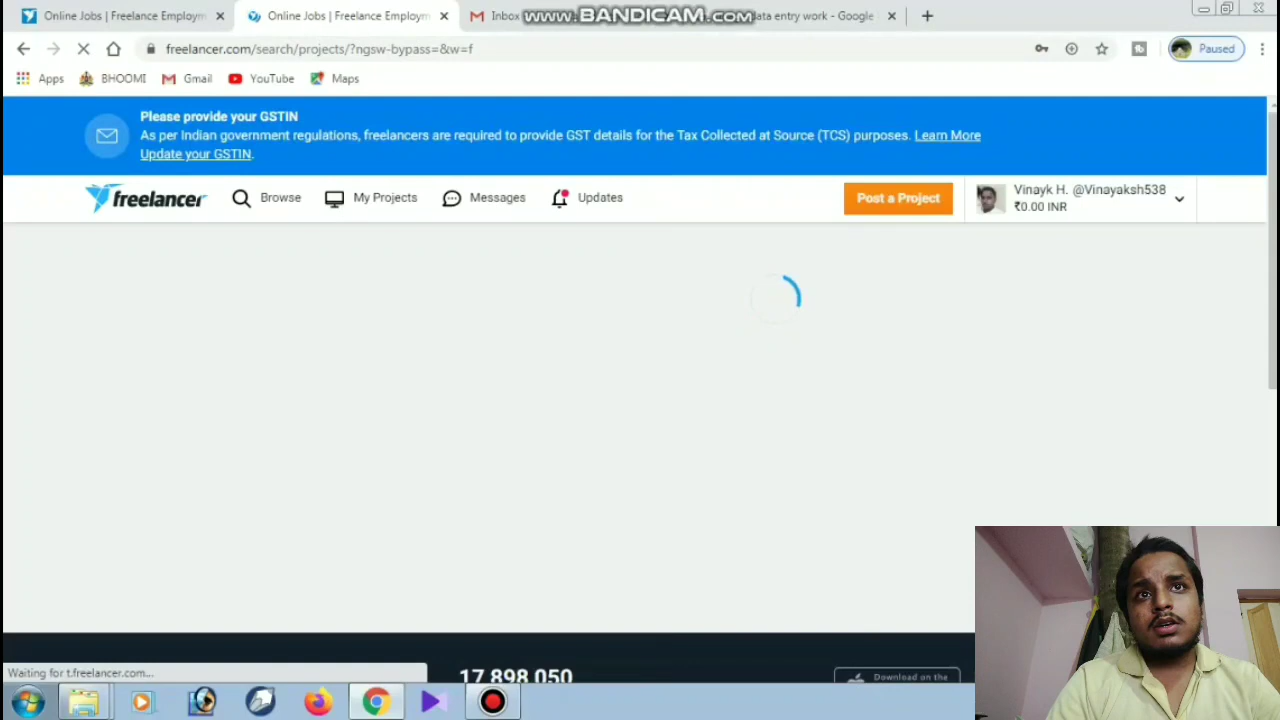 Online Jobs | Freelance Employm
Online Jobs | Freelance Employm
Inbox
www.BANDICAM.com
data entry work - Google
freelancer.com/search/projects/?ngsw-bypass=&w=f
Paused
Apps
BHOOMI
Gmail
YouTube
Maps
Please provide your GSTIN
As per Indian government regulations, freelancers are required to provide GST details for the Tax Collected at Source (TCS) purposes. Learn More
Update your GSTIN.
freelancer
Browse
My Projects
Messages
Updates
Post a Project
Vinayk H. @Vinayaksh538
₹0.00 INR
Waiting for t.freelancer.com...
17,898,050
Download on the